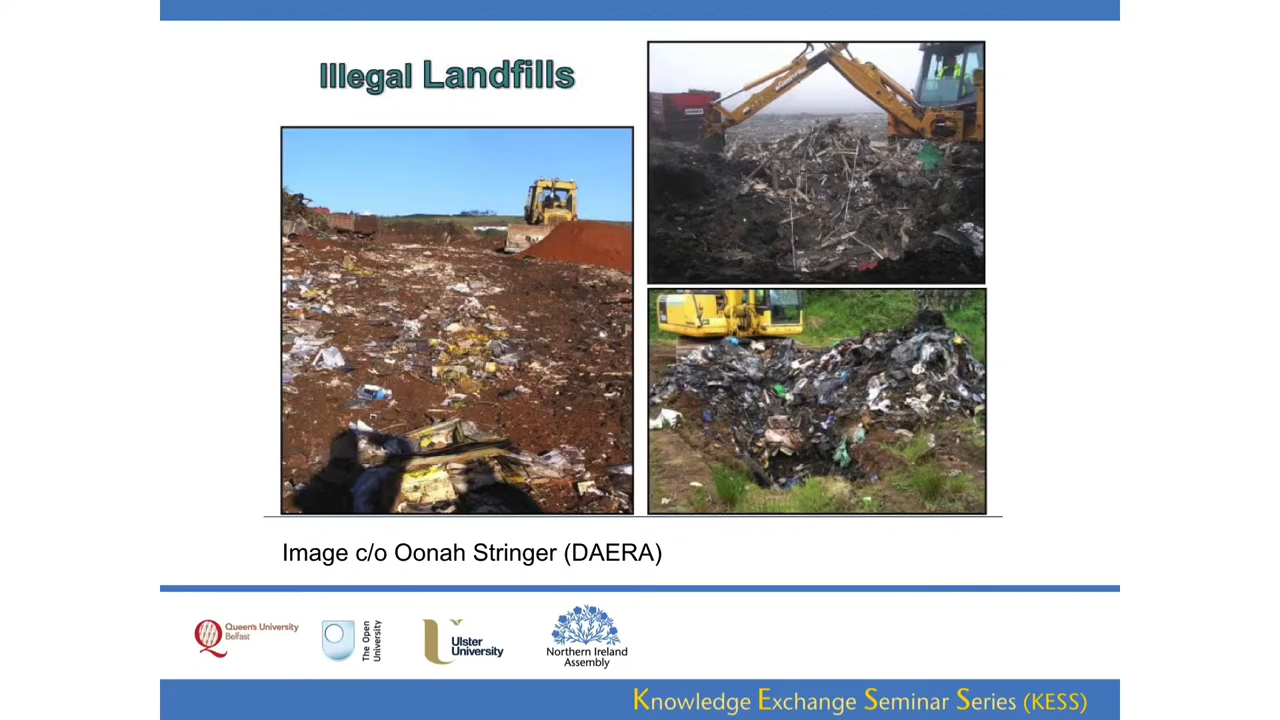 Illegal Landfills
Image c/o Oonah Stringer (DAERA)
Queen's University
Belfast
The Open
University
Ulster
University
Northern Ireland
Assembly
Knowledge Exchange Seminar Series (KESS)